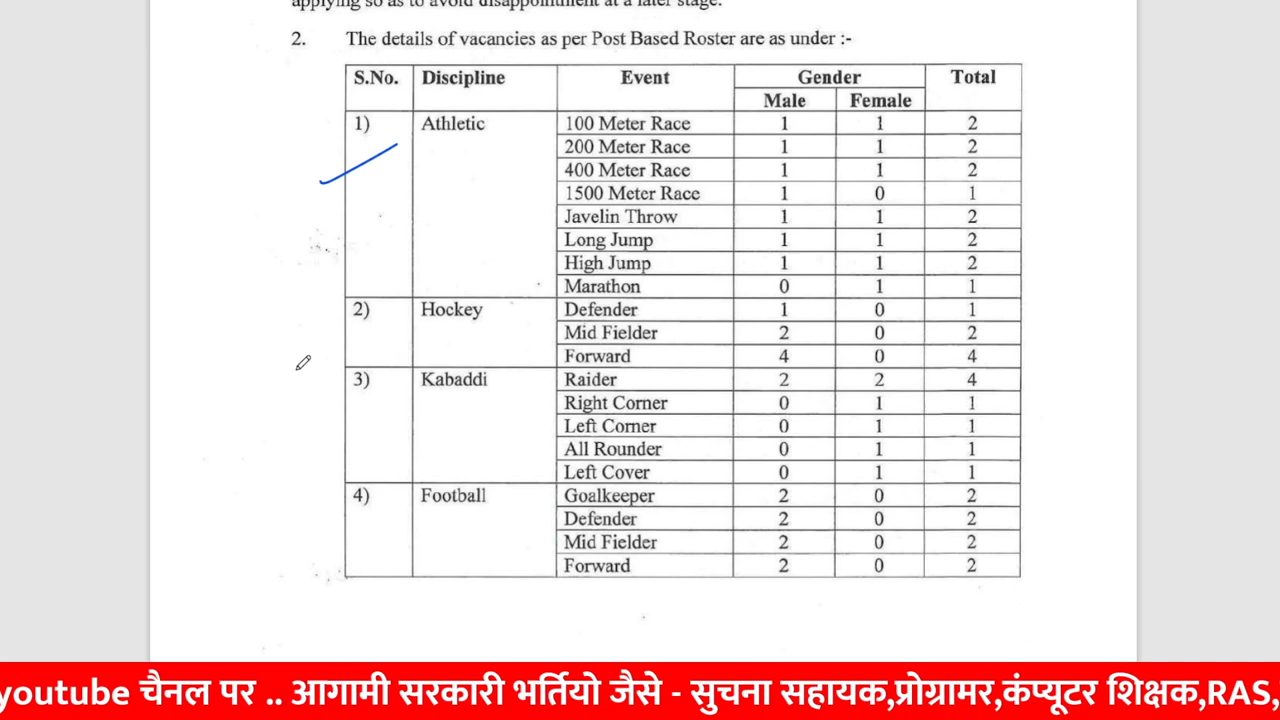 applying so as to avoid disappointment at a later stage.
2. The details of vacancies as per Post Based Roster are as under :-
S.No. Discipline Event Gender Total
Male Female
1) Athletic 100 Meter Race 1 1 2
200 Meter Race 1 1 2
400 Meter Race 1 1 2
1500 Meter Race 1 0 1
Javelin Throw 1 1 2
Long Jump 1 1 2
High Jump 1 1 2
Marathon 0 1 1
2) Hockey Defender 1 0 1
Mid Fielder 2 0 2
Forward 4 0 4
3) Kabaddi Raider 2 2 4
Right Corner 0 1 1
Left Corner 0 1 1
All Rounder 0 1 1
Left Cover 0 1 1
4) Football Goalkeeper 2 0 2
Defender 2 0 2
Mid Fielder 2 0 2
Forward 2 0 2
youtube चैनल पर .. आगामी सरकारी भर्तियो जैसे - सुचना सहायक,प्रोग्रामर,कंप्यूटर शिक्षक,RAS,